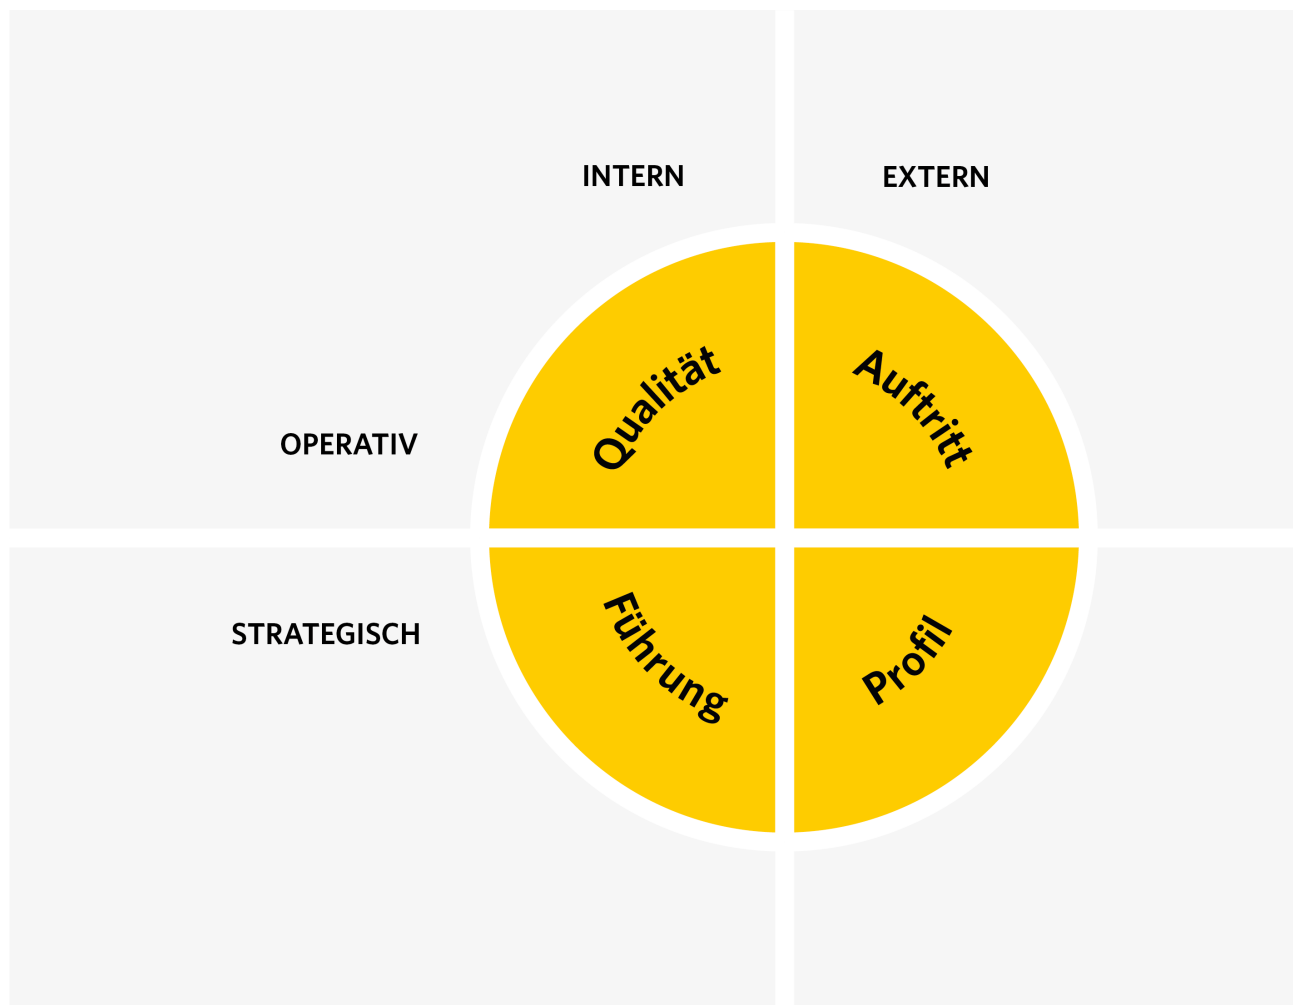 INTERN
EXTERN
Qualität
Auftritt
OPERATIV
Führung
Profil
STRATEGISCH